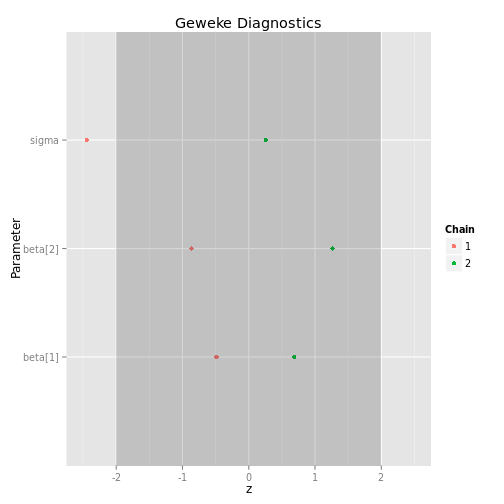 Geweke Diagnostics
Parameter
sigma
beta[2]
beta[1]
-2 -1 0 1 2
z
Chain
1
2